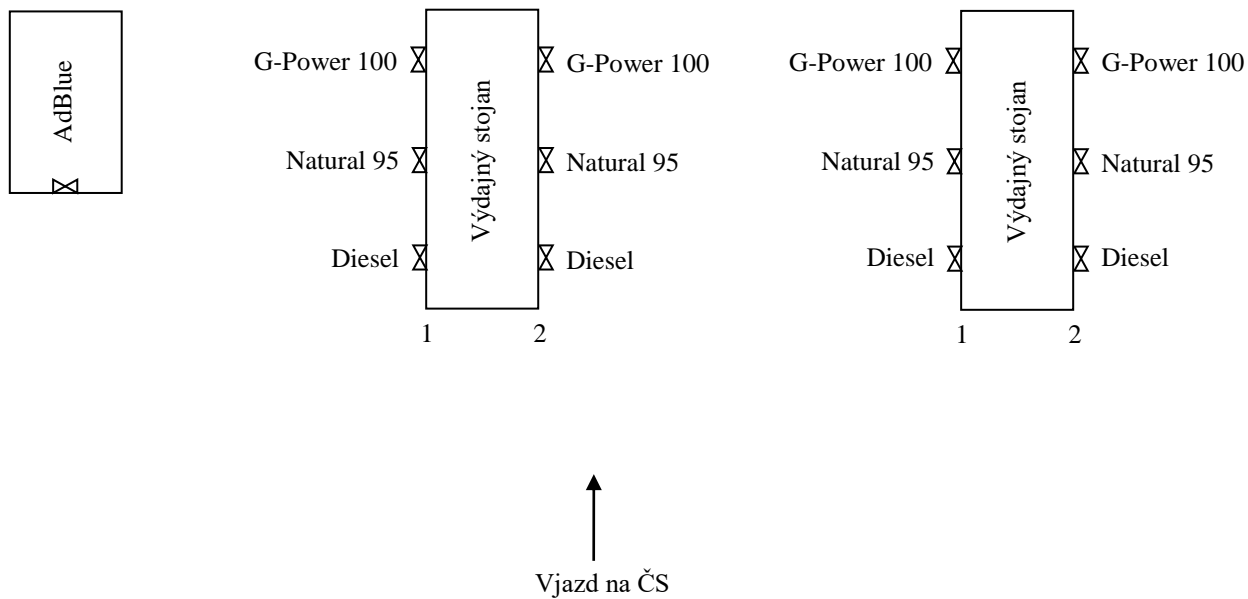 AdBlue
G-Power 100
Natural 95
Diesel
Výdajný stojan
G-Power 100
Natural 95
Diesel
1
2
G-Power 100
Natural 95
Diesel
Výdajný stojan
G-Power 100
Natural 95
Diesel
1
2
Vjazd na ČS